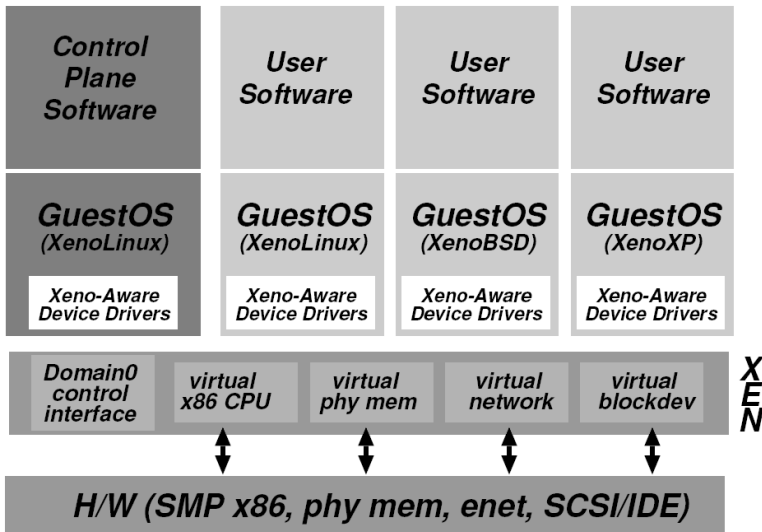 Control
Plane
Software
User
Software
User
Software
User
Software
GuestOS
(XenoLinux)
GuestOS
(XenoLinux)
GuestOS
(XenoBSD)
GuestOS
(XenoXP)
Xeno-Aware
Device Drivers
Xeno-Aware
Device Drivers
Xeno-Aware
Device Drivers
Xeno-Aware
Device Drivers
Domain0
control
interface
virtual
x86 CPU
virtual
phy mem
virtual
network
virtual
blockdev
X
E
N
H/W (SMP x86, phy mem, enet, SCSI/IDE)